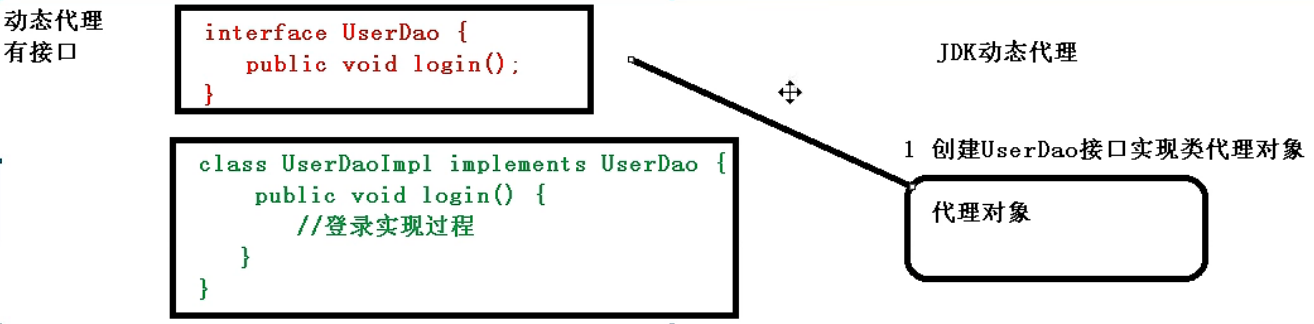 动态代理
有接口
interface UserDao {
public void login();
}
class UserDaoImpl implements UserDao {
public void login() {
//登录实现过程
}
}
JDK动态代理
1 创建UserDao接口实现类代理对象
代理对象